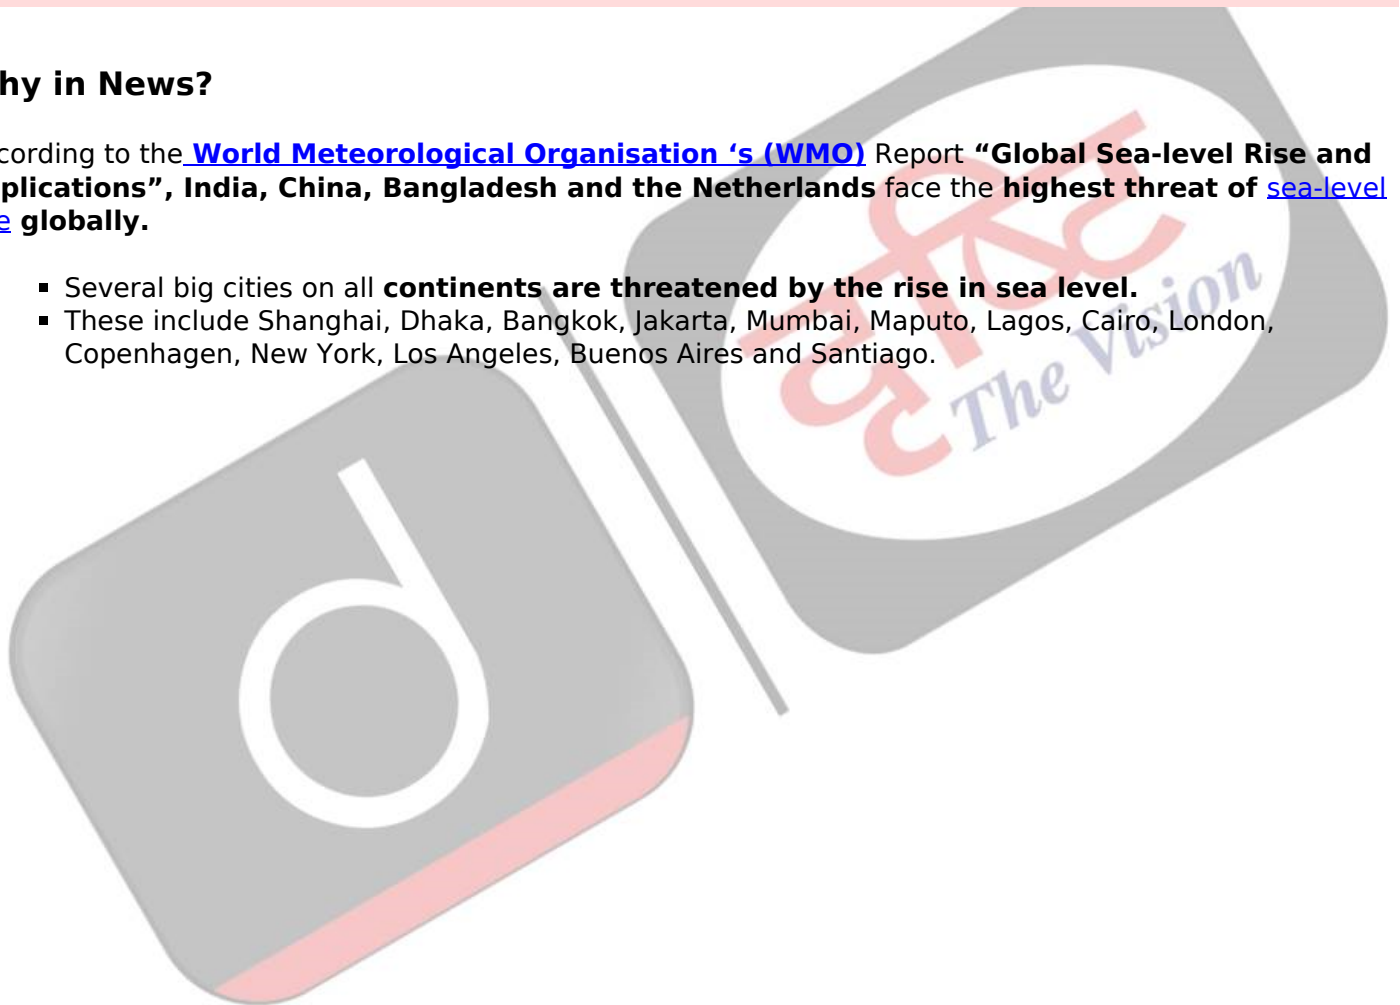 hy in News?
cording to the World Meteorological Organisation ‘s (WMO) Report “Global Sea-level Rise and
plications”, India, China, Bangladesh and the Netherlands face the highest threat of sea-level
e globally.
▪ Several big cities on all continents are threatened by the rise in sea level.
▪ These include Shanghai, Dhaka, Bangkok, Jakarta, Mumbai, Maputo, Lagos, Cairo, London,
Copenhagen, New York, Los Angeles, Buenos Aires and Santiago.
दृष्टि
The Vision
d